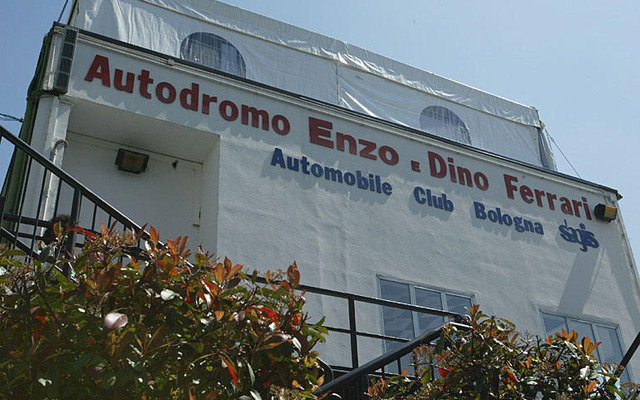 Autodromo Enzo e Dino Ferrari
Automobile Club Bologna sagis